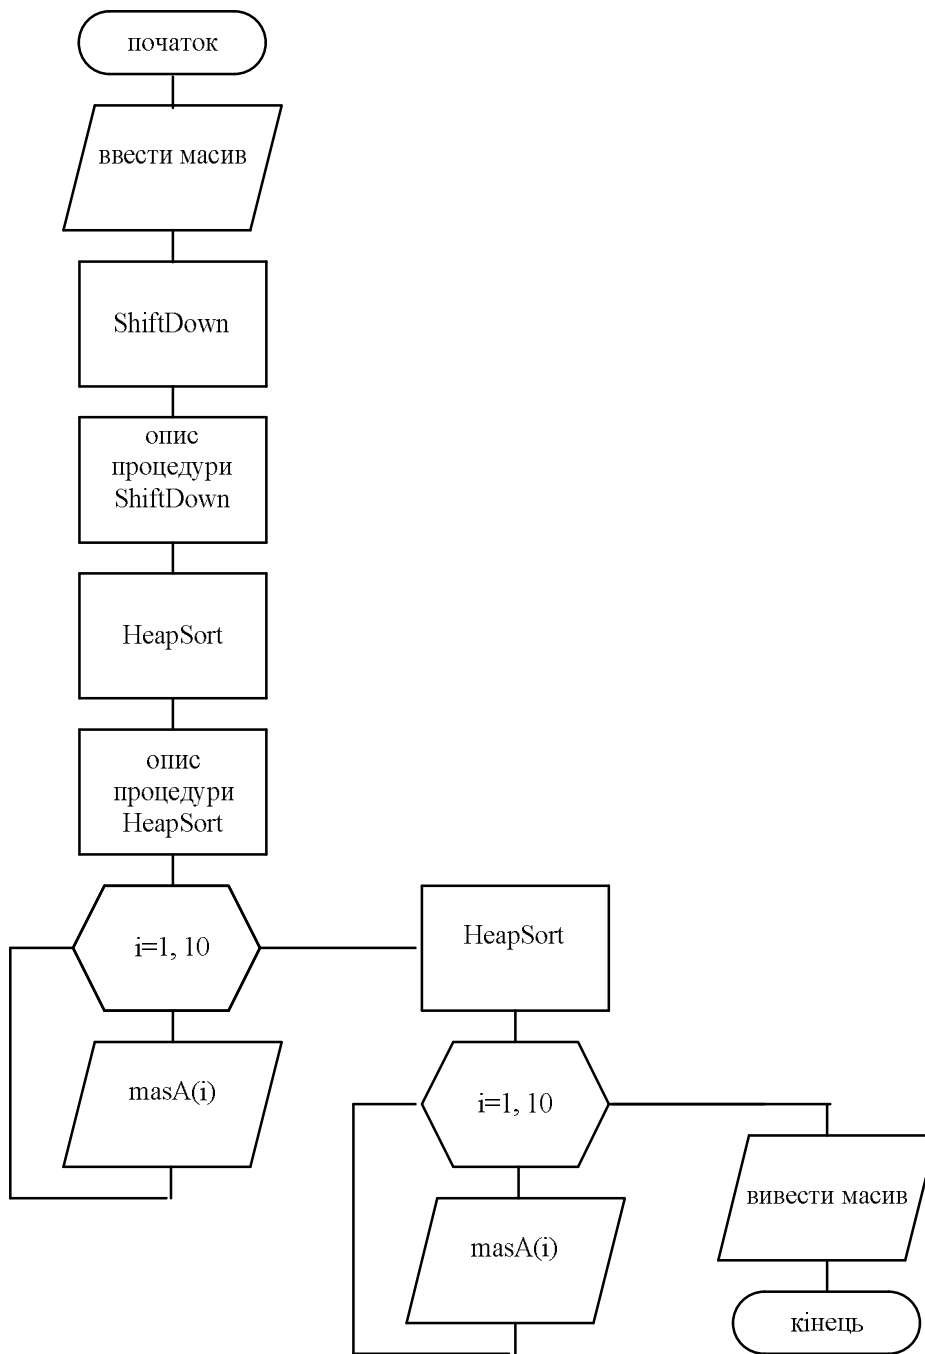 початок
ввести масив
ShiftDown
опис
процедури
ShiftDown
HeapSort
опис
процедури
HeapSort
i=1, 10
masA(i)
HeapSort
i=1, 10
masA(i)
вивести масив
кінець